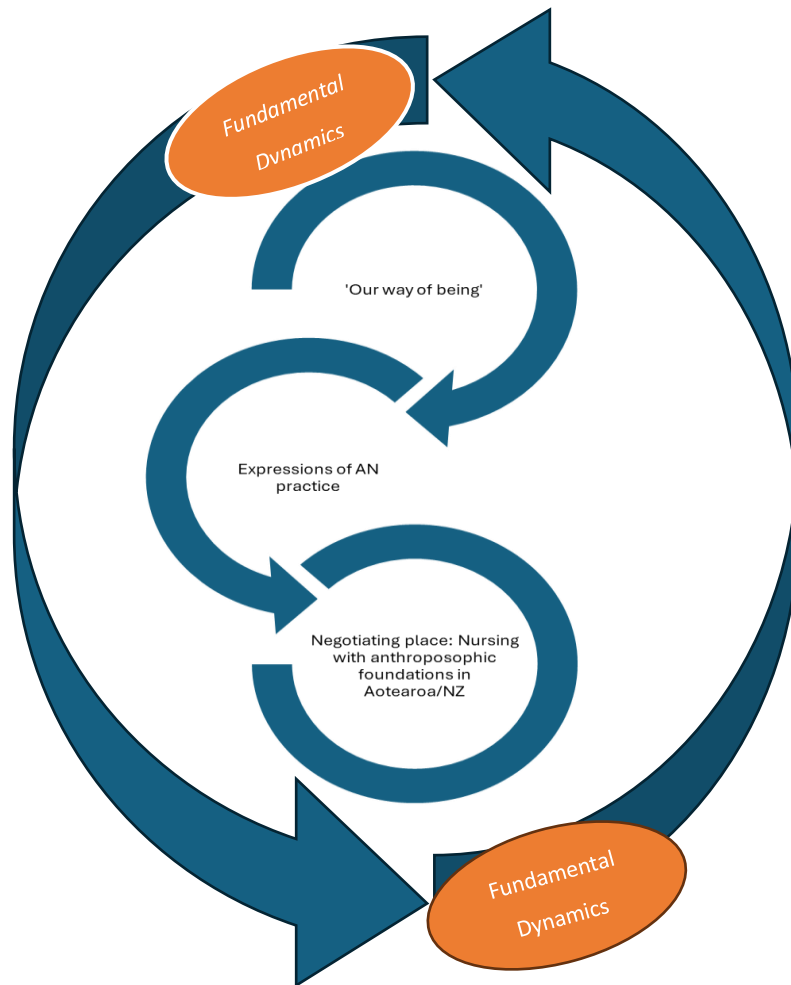 Fundamental
Dynamics
'Our way of being'
Expressions of AN
practice
Negotiating place: Nursing
with anthroposophic
foundations in
Aotearoa/NZ
Fundamental
Dynamics